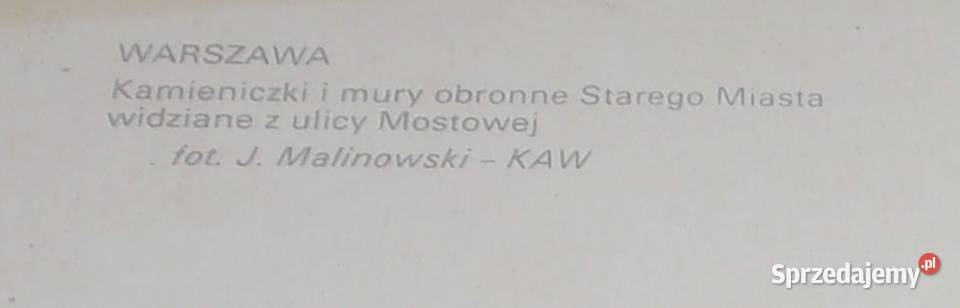 WARSZAWA
Kamieniczki i mury obronne Starego Miasta
widziane z ulicy Mostowej
fot. J. Malinowski – KAW
Sprzedajemy.pl